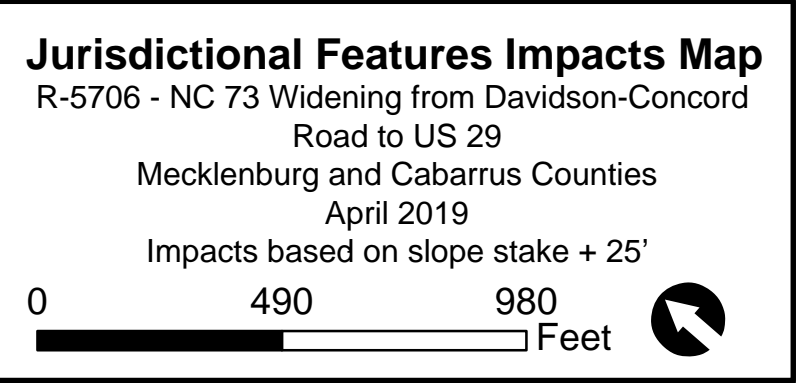 Jurisdictional Features Impacts Map
R-5706 - NC 73 Widening from Davidson-Concord
Road to US 29
Mecklenburg and Cabarrus Counties
April 2019
Impacts based on slope stake + 25’
0 490 980
Feet